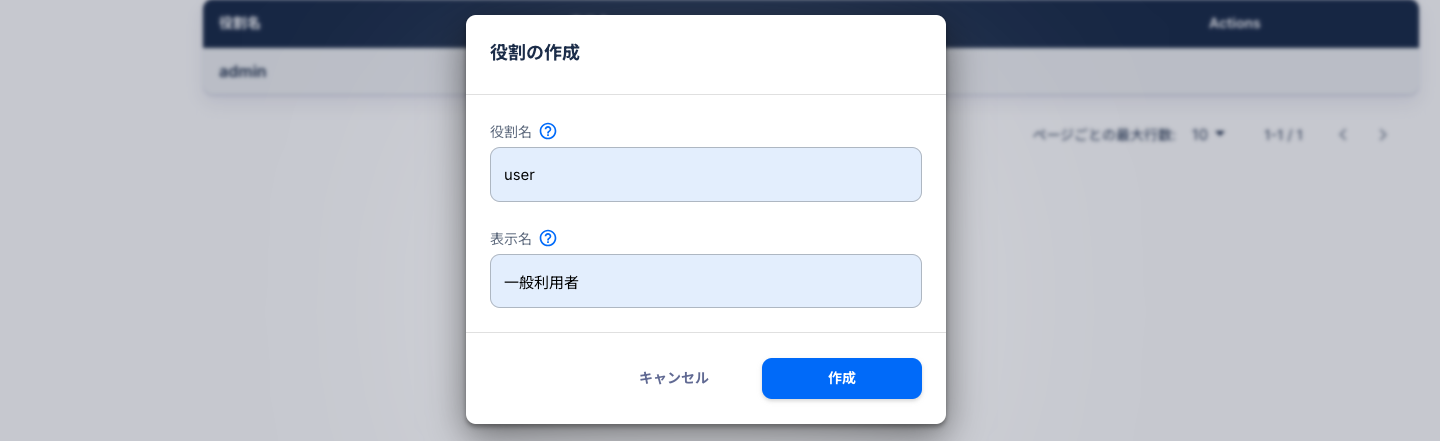 役割名
Actions
admin
ページごとの最大行数: 10 1-1 / 1
役割の作成
役割名
user
表示名
一般利用者
キャンセル 作成